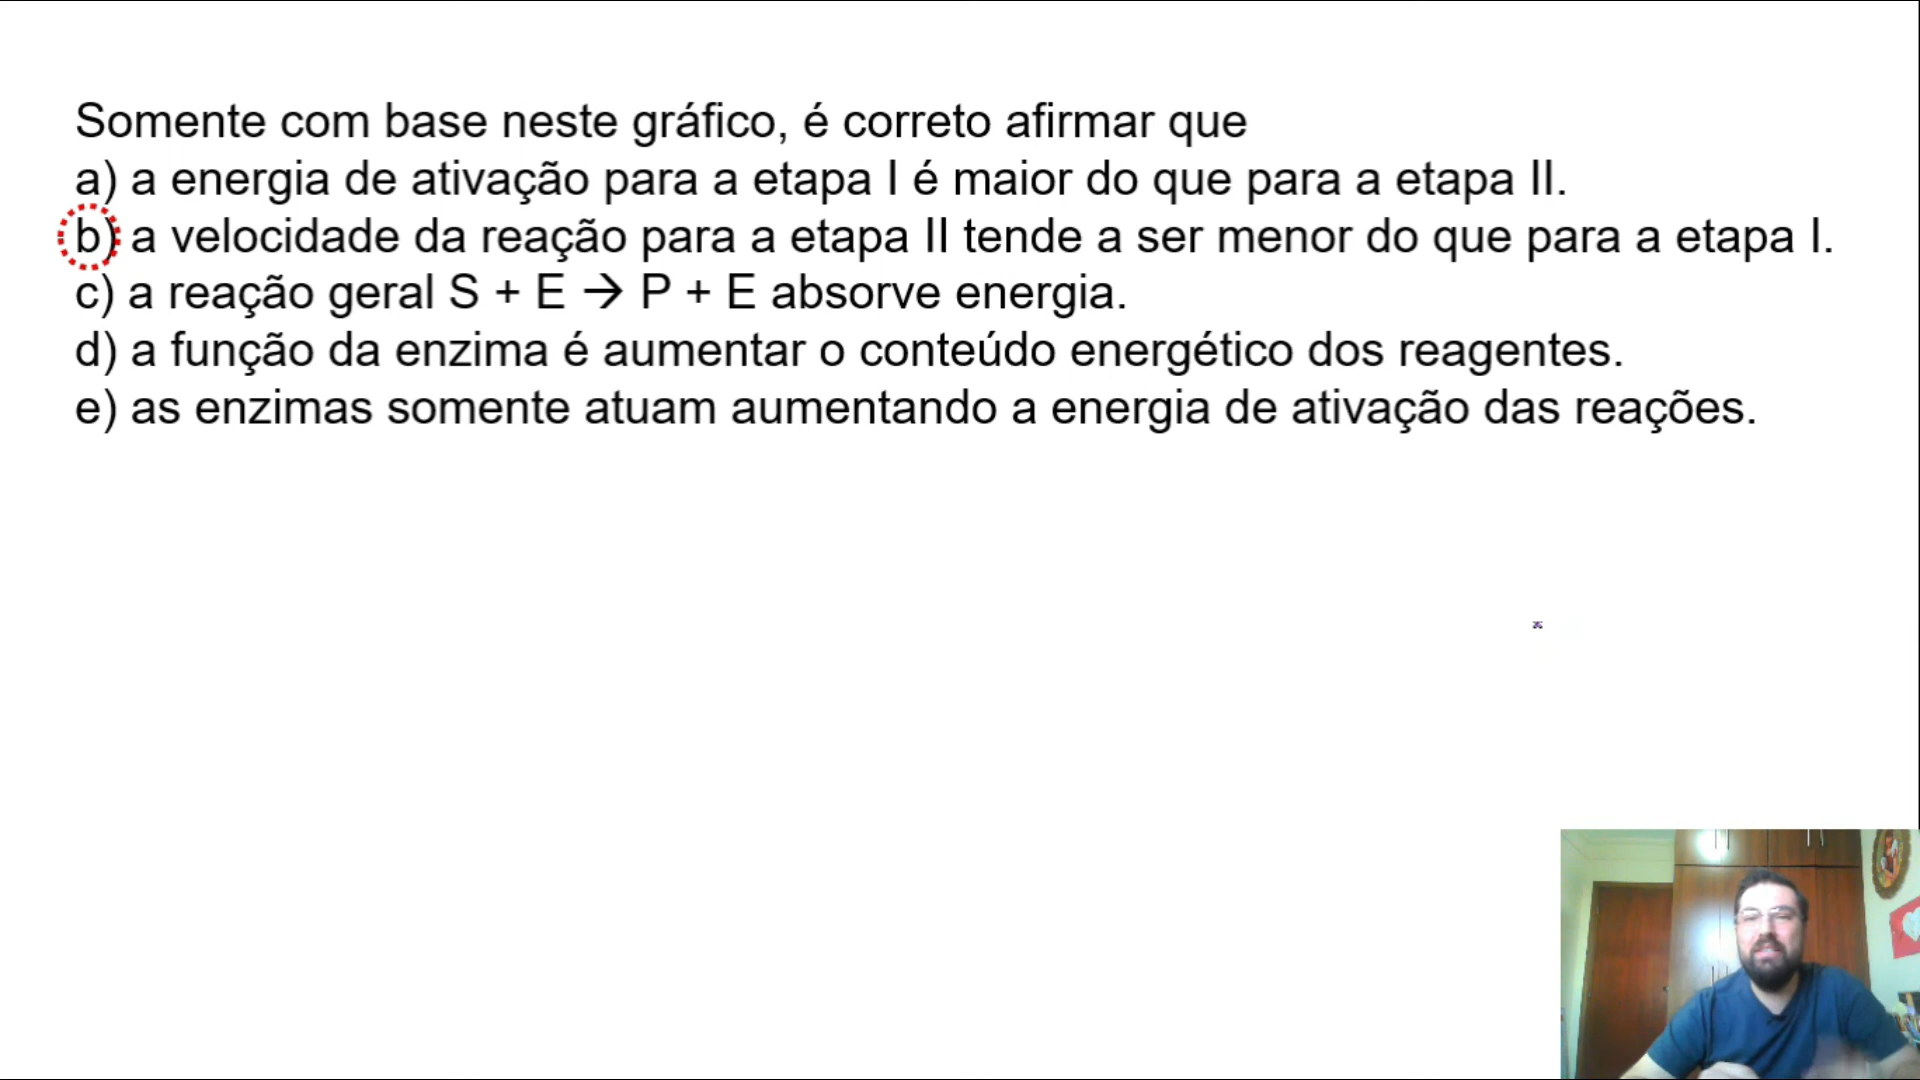 Somente com base neste gráfico, é correto afirmar que
a) a energia de ativação para a etapa I é maior do que para a etapa II.
b) a velocidade da reação para a etapa II tende a ser menor do que para a etapa I.
c) a reação geral S + E → P + E absorve energia.
d) a função da enzima é aumentar o conteúdo energético dos reagentes.
e) as enzimas somente atuam aumentando a energia de ativação das reações.